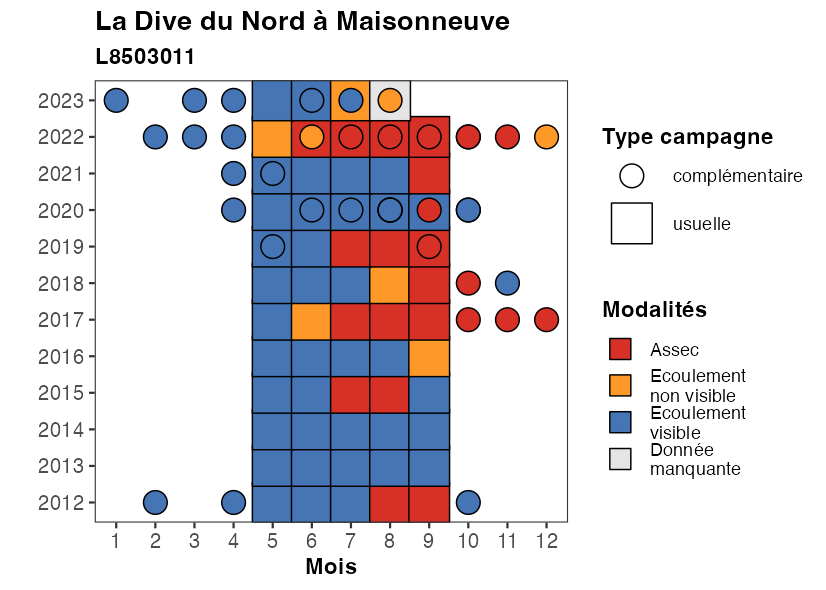 La Dive du Nord à Maisonneuve
L8503011
2023
2022
2021
2020
2019
2018
2017
2016
2015
2014
2013
2012
1 2 3 4 5 6 7 8 9 10 11 12
Mois
Type campagne
complémentaire
usuelle
Modalités
Assec
Ecoulement
non visible
Ecoulement
visible
Donnée
manquante